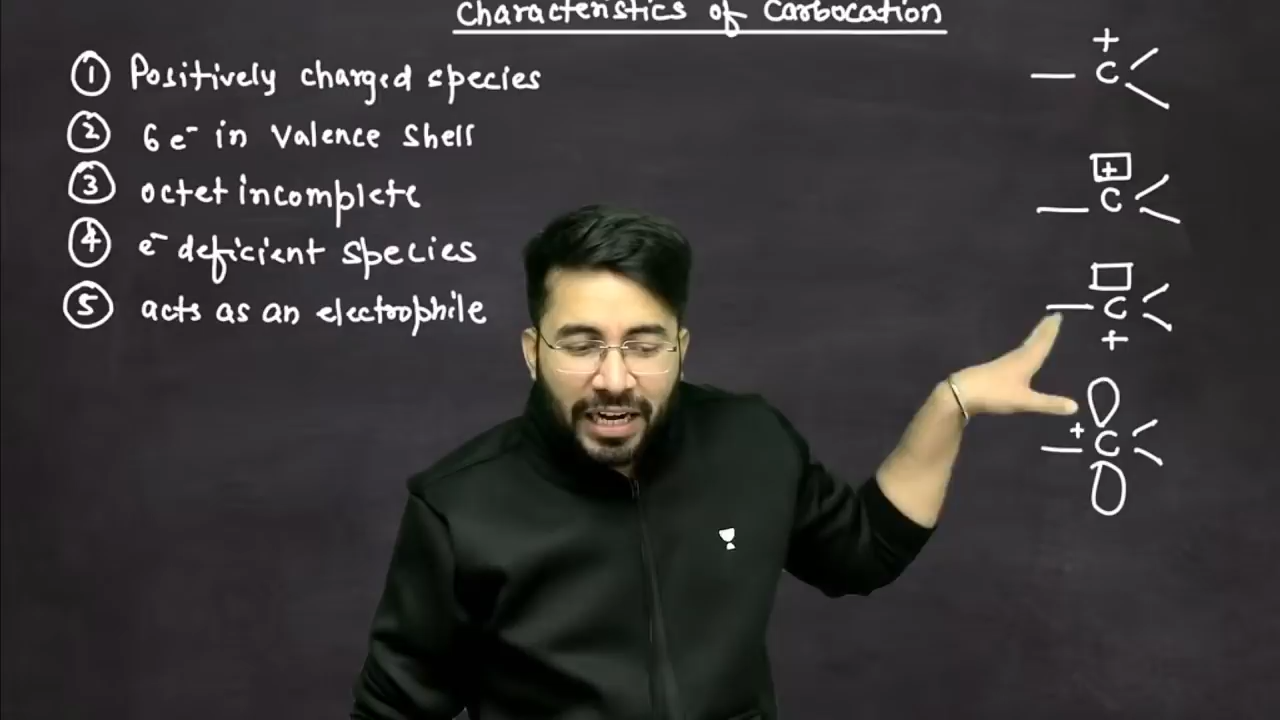 Characteristics of Carbocation
① Positively charged species
② 6e⁻ in valence shell
③ octet incomplete
④ e⁻ deficient species
⑤ acts as an electrophile
+
C
+
C
C
+
+
C